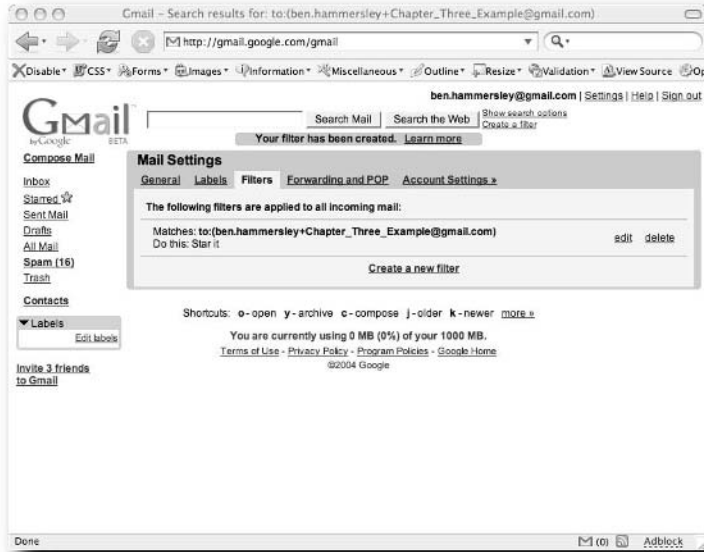 Gmail - Search results for: to:(ben.hammersley+Chapter_Three_Example@gmail.com)
http://gmail.google.com/gmail
Disable CSS Forms Images Information Miscellaneous Outline Resize Validation View Source
ben.hammersley@gmail.com | Settings | Help | Sign out
Gmail
by Google BETA
Search Mail Search the Web Show search options
Create a filter
Your filter has been created. Learn more
Compose Mail
Inbox
Starred
Sent Mail
Drafts
All Mail
Spam (16)
Trash
Contacts
Labels
Edit labels
Invite 3 friends
to Gmail
Mail Settings
General Labels Filters Forwarding and POP Account Settings »
The following filters are applied to all incoming mail:
Matches: to:(ben.hammersley+Chapter_Three_Example@gmail.com)
Do this: Star it
edit delete
Create a new filter
Shortcuts: o - open y - archive c - compose j - older k - newer more »
You are currently using 0 MB (0%) of your 1000 MB.
Terms of Use - Privacy Policy - Program Policies - Google Home
©2004 Google
Done
(0) Adblock